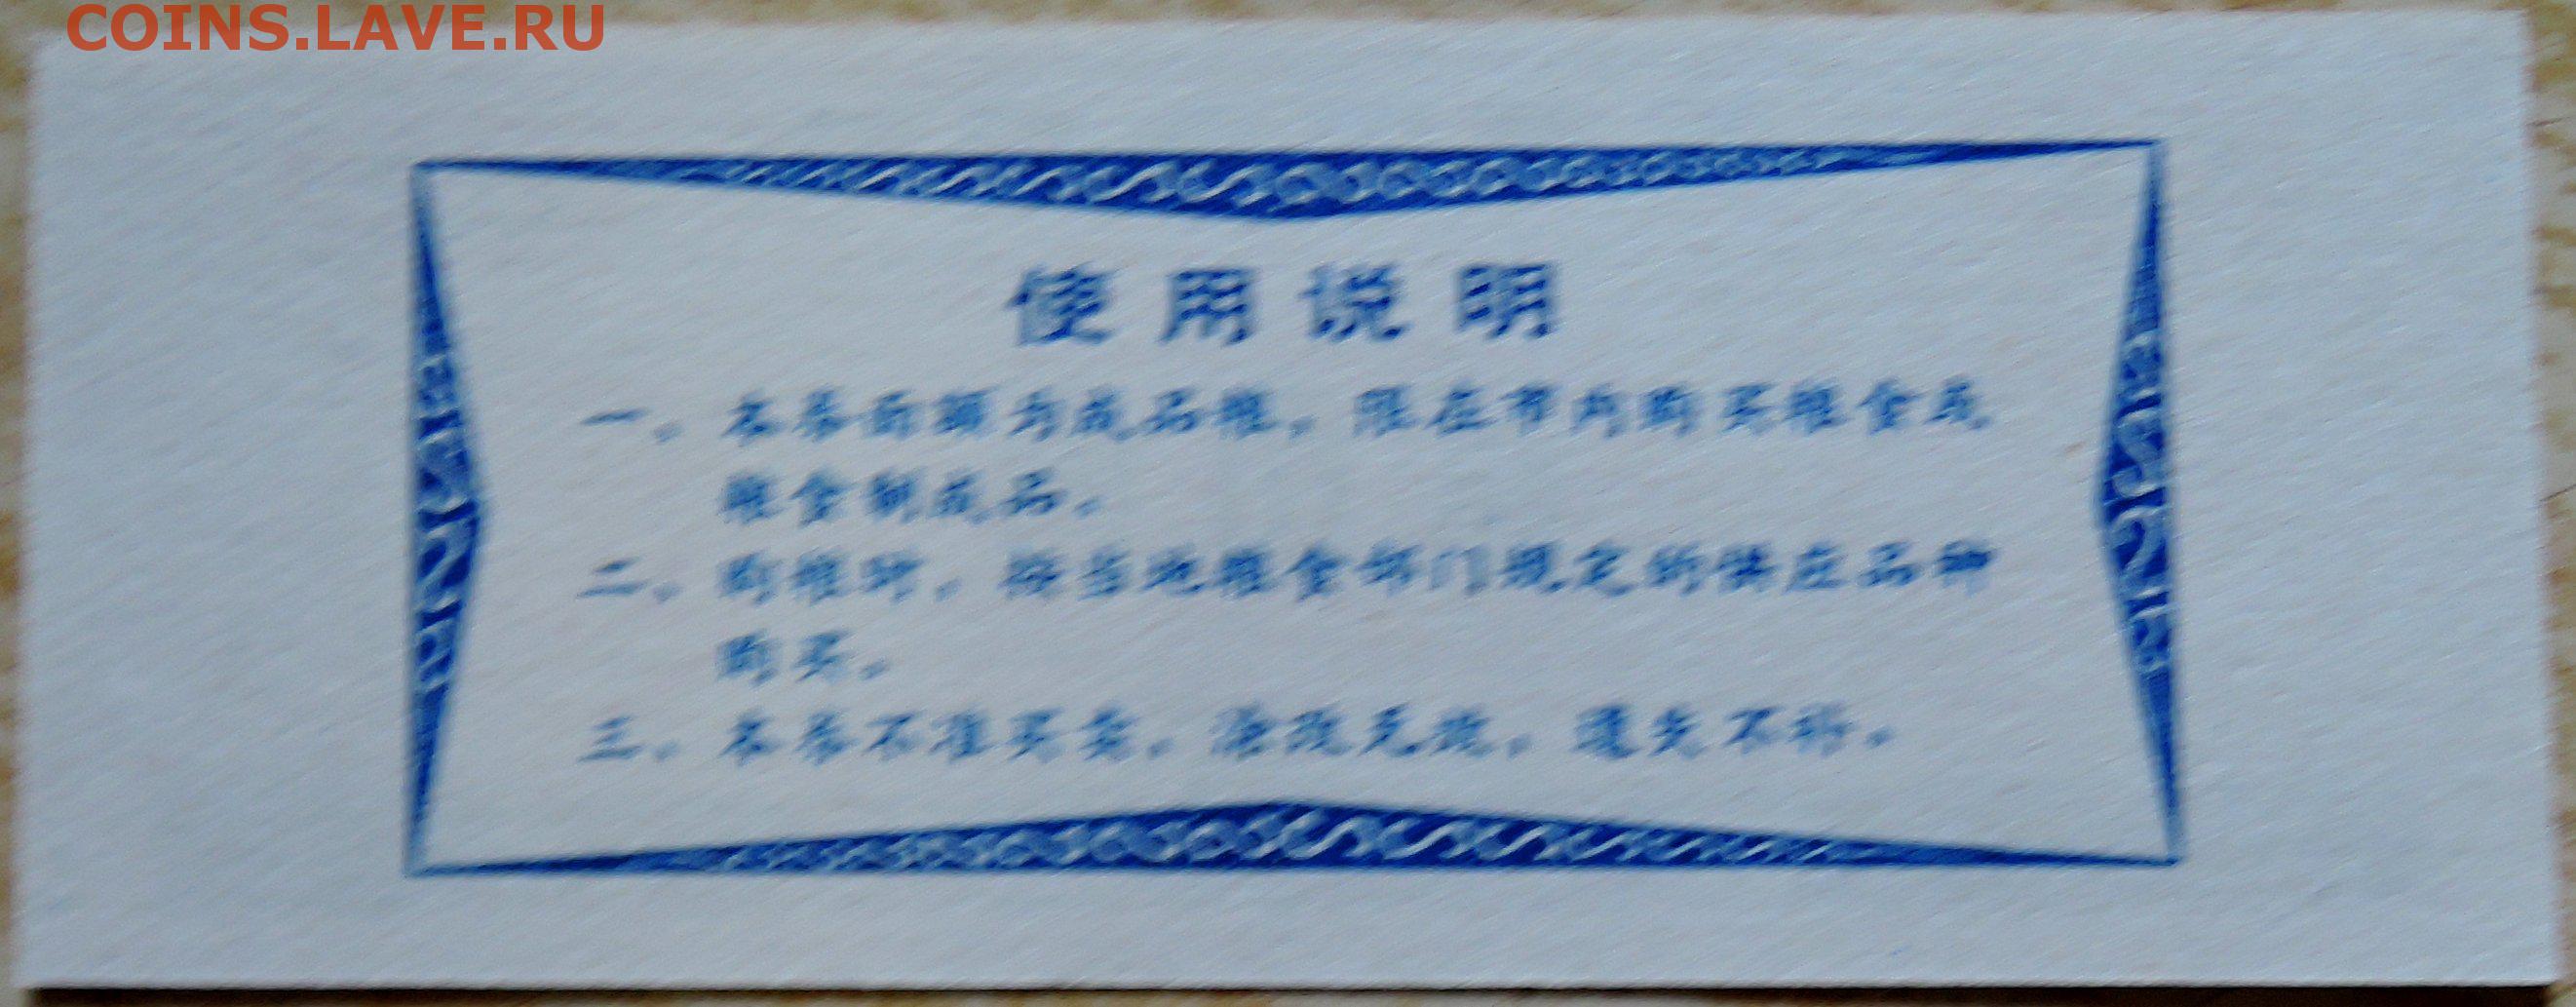 COINS.LAVE.RU
使用说明
一、本券面额为成品粮，限在市内购买粮食或
粮食制成品。
二、购粮时，按当地粮食部门规定的供应品种
购买。
三、本券不准买卖，涂改无效，遗失不补。